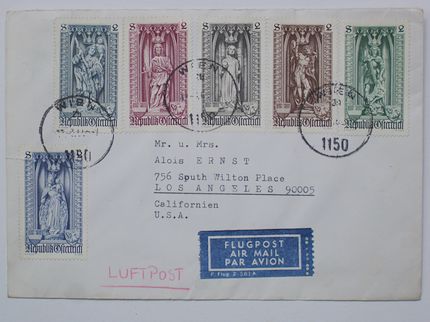 S 2 S 2 S 2 S 2 S 2
WIEN WIEN WIEN
Republik Österreich Republik Österreich Republik Österreich Republik Österreich Republik Österreich
1150
1150
S 2
Republik Österreich
Mr. u. Mrs.
Alois ERNST
756 South Wilton Place
LOS ANGELES 90005
Californien
U.S.A.
FLUGPOST
AIR MAIL
PAR AVION
LUFTPOST